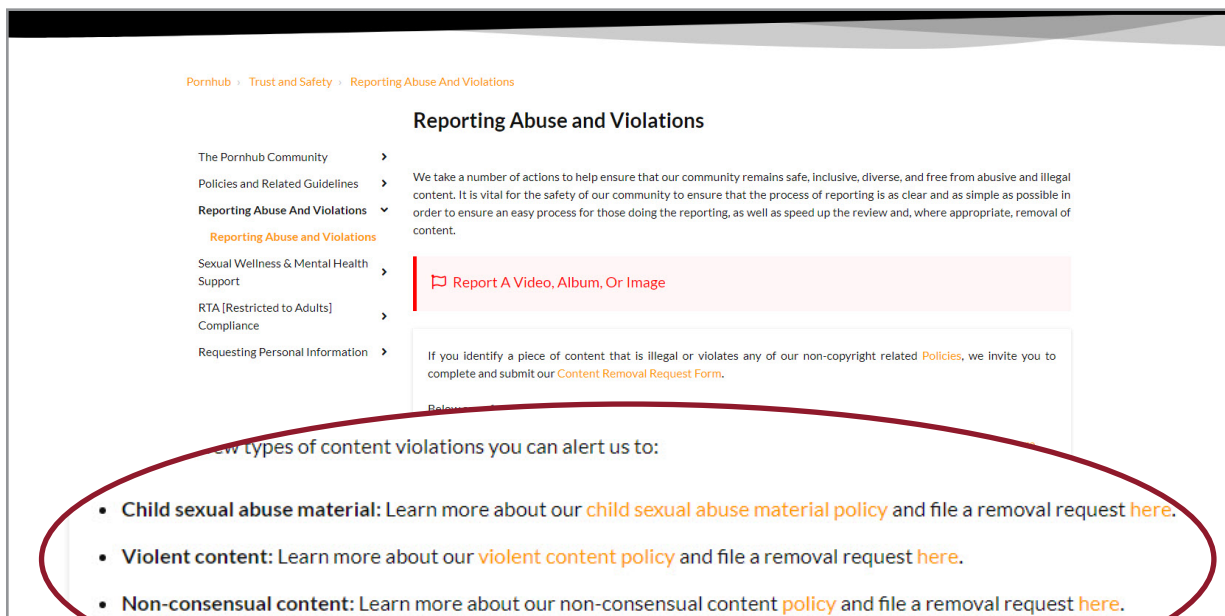 Pornhub › Trust and Safety › Reporting Abuse And Violations
Reporting Abuse and Violations
The Pornhub Community
Policies and Related Guidelines
Reporting Abuse And Violations
Reporting Abuse and Violations
Sexual Wellness & Mental Health
Support
RTA [Restricted to Adults]
Compliance
Requesting Personal Information
We take a number of actions to help ensure that our community remains safe, inclusive, diverse, and free from abusive and illegal
content. It is vital for the safety of our community to ensure that the process of reporting is as clear and as simple as possible in
order to ensure an easy process for those doing the reporting, as well as speed up the review and, where appropriate, removal of
content.
Report A Video, Album, Or Image
If you identify a piece of content that is illegal or violates any of our non-copyright related Policies, we invite you to
complete and submit our Content Removal Request Form.
types of content violations you can alert us to:
• Child sexual abuse material: Learn more about our child sexual abuse material policy and file a removal request here.
• Violent content: Learn more about our violent content policy and file a removal request here.
• Non-consensual content: Learn more about our non-consensual content policy and file a removal request here.